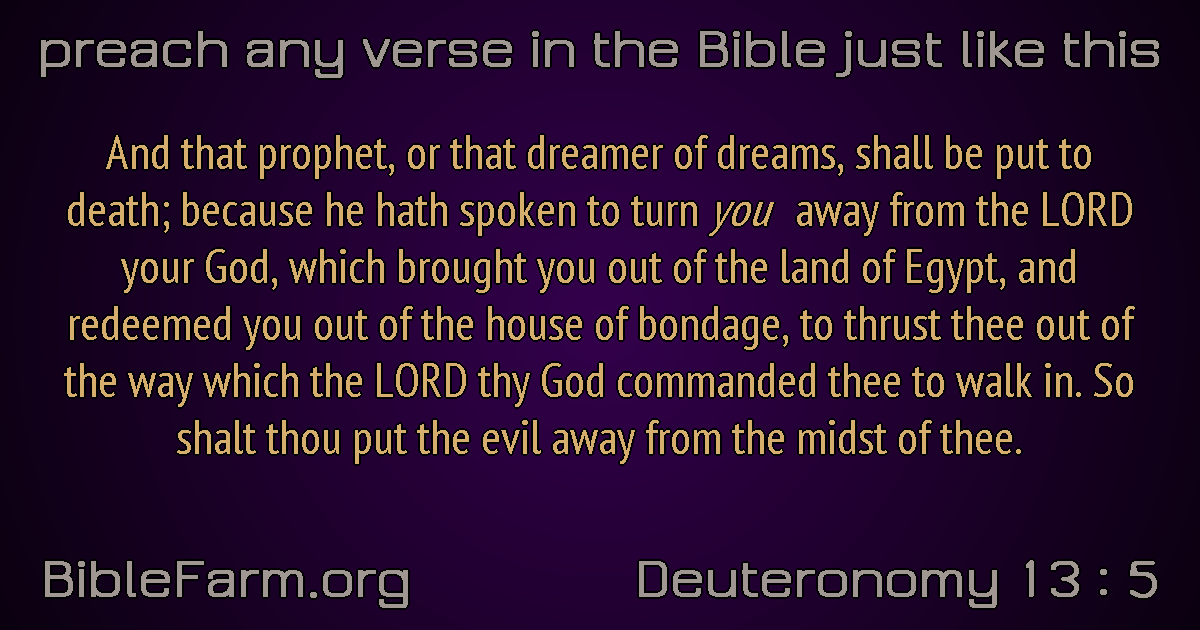 preach any verse in the Bible just like this
And that prophet, or that dreamer of dreams, shall be put to
death; because he hath spoken to turn you away from the LORD
your God, which brought you out of the land of Egypt, and
redeemed you out of the house of bondage, to thrust thee out of
the way which the LORD thy God commanded thee to walk in. So
shalt thou put the evil away from the midst of thee.
BibleFarm.org
Deuteronomy 13 : 5